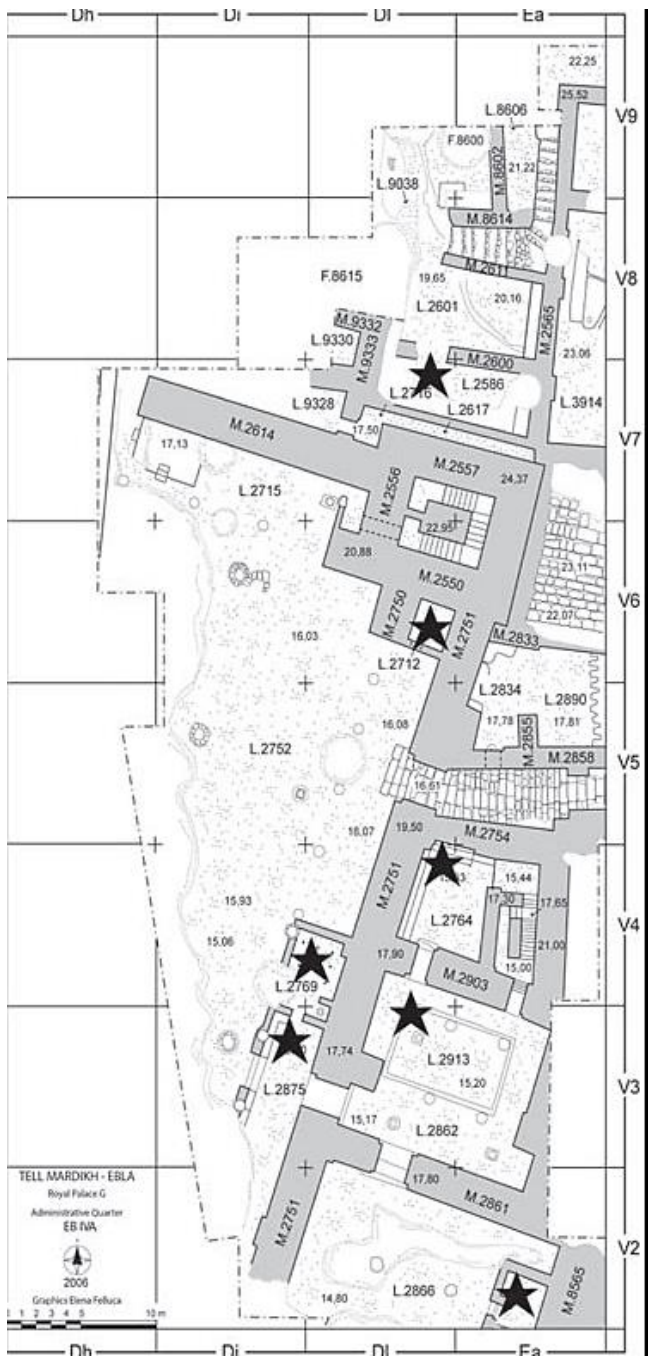 Dh Di Dl Ea
22,25
25,52
V9
L.8606
F.8600
M.8602
21,22
L.9038
M.8614
M.2611
V8
F.8615
19,65
L.2601
20,16
M.2565
M.9332
L.9330
M.9333
M.2600
23,06
L.2716
L.2586
L.3914
L.9328
L.2617
17,50
V7
M.2614
17,13
M.2557
M.2556
24,37
L.2715
22,95
20,88
23,11
M.2550
M.2750
22,07
V6
16,03
M.2751
M.2833
L.2712
L.2834
L.2890
16,08
17,78
17,81
L.2752
M.2855
M.2858
V5
16,61
16,07
19,50
M.2754
M.2751
15,44
17,30
17,65
15,93
L.2764
V4
15,06
21,00
17,90
15,00
L.2769
M.2903
17,74
L.2913
15,20
V3
L.2875
15,17
L.2862
TELL MARDIKH - EBLA
Royal Palace G
Administrative Quarter
EB IVA
2006
Graphics Elena Felluca
1 2 3 4 5 10 m
17,80
M.2861
M.2751
V2
L.2866
14,80
M.8565
Dh Di Dl Ea